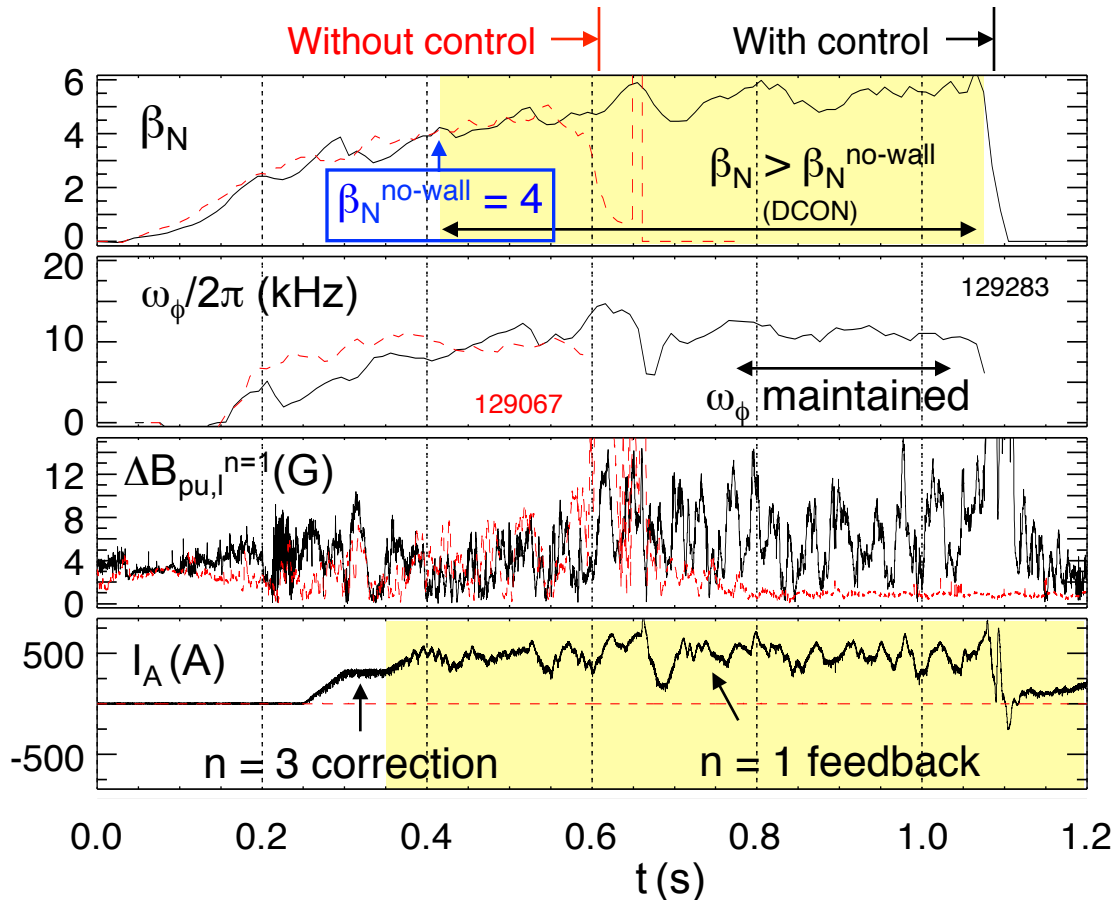 Without control
With control
6
4
2
0
β_N
β_N^no-wall = 4
β_N > β_N^no-wall
(DCON)
20
10
0
ω_ϕ/2π (kHz)
129283
129067
ω_ϕ maintained
12
8
4
0
ΔB_pu,l^n=1 (G)
500
-500
I_A (A)
n = 3 correction
n = 1 feedback
0.0 0.2 0.4 0.6 0.8 1.0 1.2
t (s)